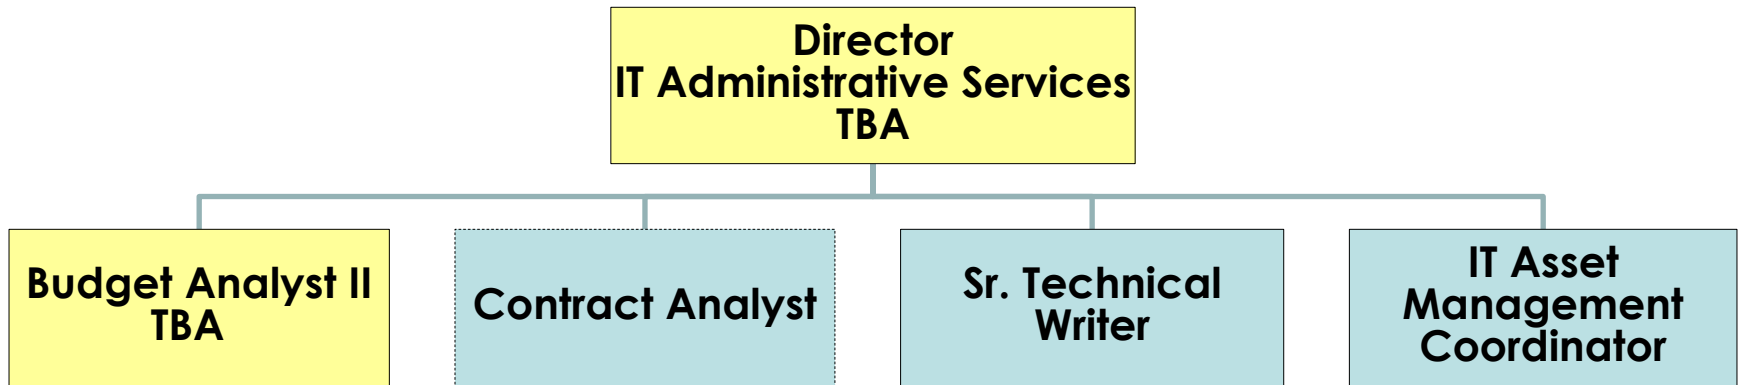 Director
IT Administrative Services
TBA
Budget Analyst II
TBA
Contract Analyst
Sr. Technical
Writer
IT Asset
Management
Coordinator